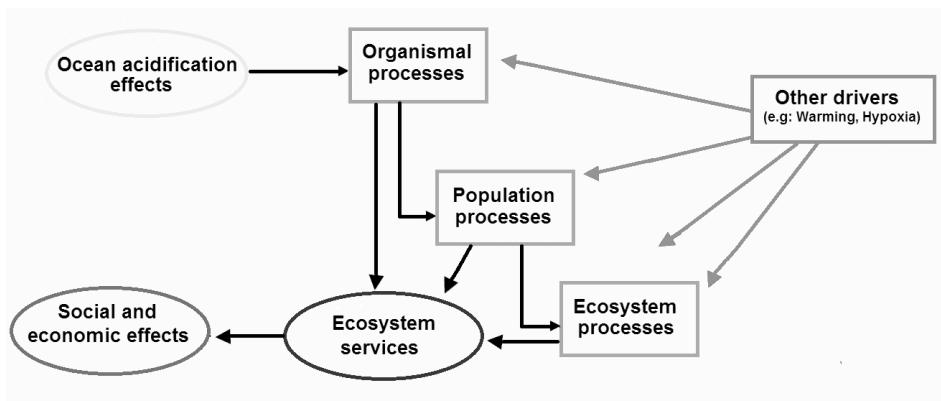 Ocean acidification
effects
Organismal
processes
Other drivers
(e.g: Warming, Hypoxia)
Population
processes
Ecosystem
processes
Ecosystem
services
Social and
economic effects